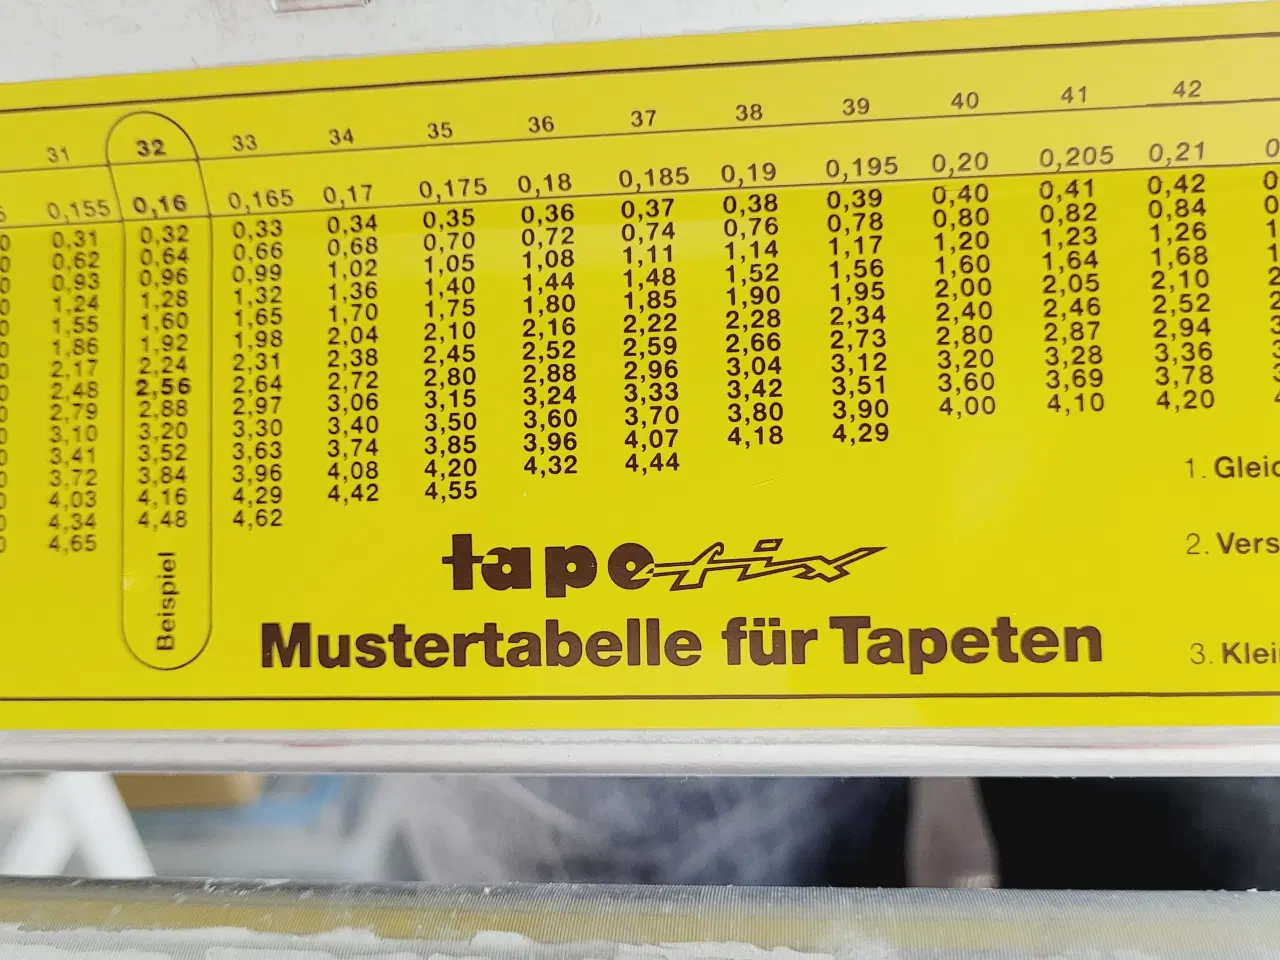 31 32 33 34 35 36 37 38 39 40 41 42
0,155 0,16 0,165 0,17 0,175 0,18 0,185 0,19 0,195 0,20 0,205 0,21
0,31 0,32 0,33 0,34 0,35 0,36 0,37 0,38 0,39 0,40 0,41 0,42
0,62 0,64 0,66 0,68 0,70 0,72 0,74 0,76 0,78 0,80 0,82 0,84
0,93 0,96 0,99 1,02 1,05 1,08 1,11 1,14 1,17 1,20 1,23 1,26
1,24 1,28 1,32 1,36 1,40 1,44 1,48 1,52 1,56 1,60 1,64 1,68
1,55 1,60 1,65 1,70 1,75 1,80 1,85 1,90 1,95 2,00 2,05 2,10
1,86 1,92 1,98 2,04 2,10 2,16 2,22 2,28 2,34 2,40 2,46 2,52
2,17 2,24 2,31 2,38 2,45 2,52 2,59 2,66 2,73 2,80 2,87 2,94
2,48 2,56 2,64 2,72 2,80 2,88 2,96 3,04 3,12 3,20 3,28 3,36
2,79 2,88 2,97 3,06 3,15 3,24 3,33 3,42 3,51 3,60 3,69 3,78
3,10 3,20 3,30 3,40 3,50 3,60 3,70 3,80 3,90 4,00 4,10 4,20
3,41 3,52 3,63 3,74 3,85 3,96 4,07 4,18 4,29
3,72 3,84 3,96 4,08 4,20 4,32 4,44
4,03 4,16 4,29 4,42 4,55
4,34 4,48 4,62
4,65
Beispiel
tapefix
Mustertabelle für Tapeten
1. Gleic
2. Vers
3. Klei